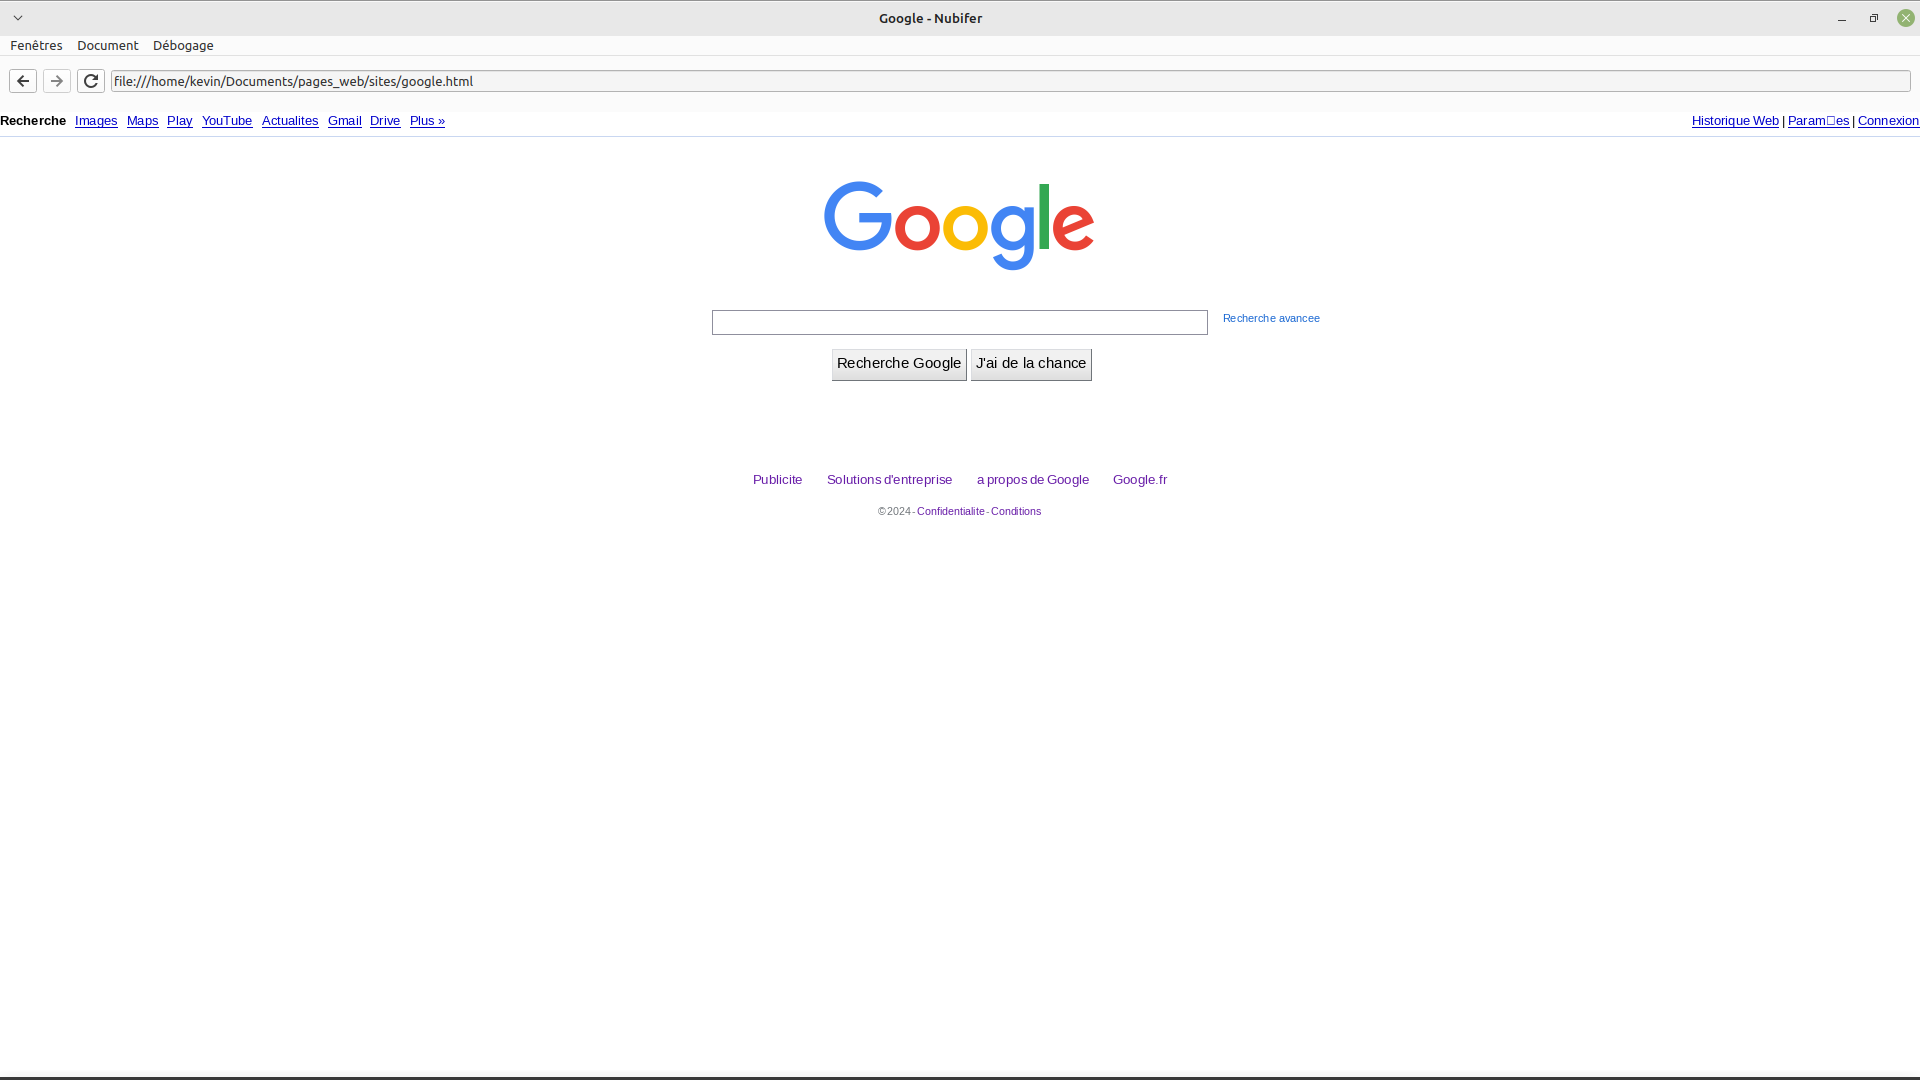 Google - Nubifer
Fenêtres Document Débogage
file:///home/kevin/Documents/pages_web/sites/google.html
Recherche Images Maps Play YouTube Actualites Gmail Drive Plus » Historique Web | Param□es | Connexion
Google
Recherche avancee
Recherche Google J'ai de la chance
Publicite Solutions d'entreprise a propos de Google Google.fr
© 2024 - Confidentialite - Conditions